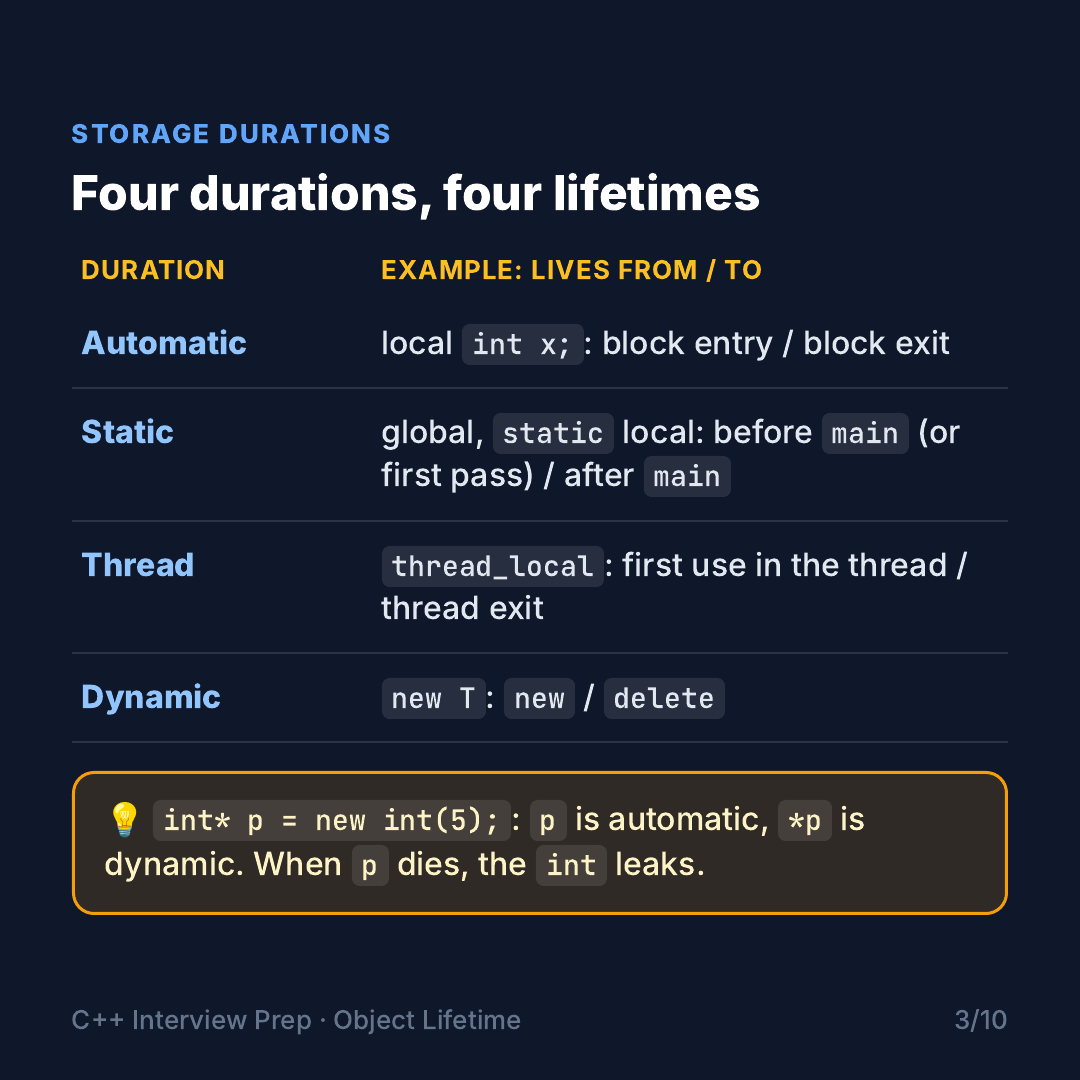 STORAGE DURATIONS
Four durations, four lifetimes
DURATION EXAMPLE: LIVES FROM / TO
Automatic local int x; : block entry / block exit
Static global, static local: before main (or
first pass) / after main
Thread thread_local : first use in the thread /
thread exit
Dynamic new T : new / delete
💡 int* p = new int(5); : p is automatic, *p is
dynamic. When p dies, the int leaks.
C++ Interview Prep · Object Lifetime 3/10